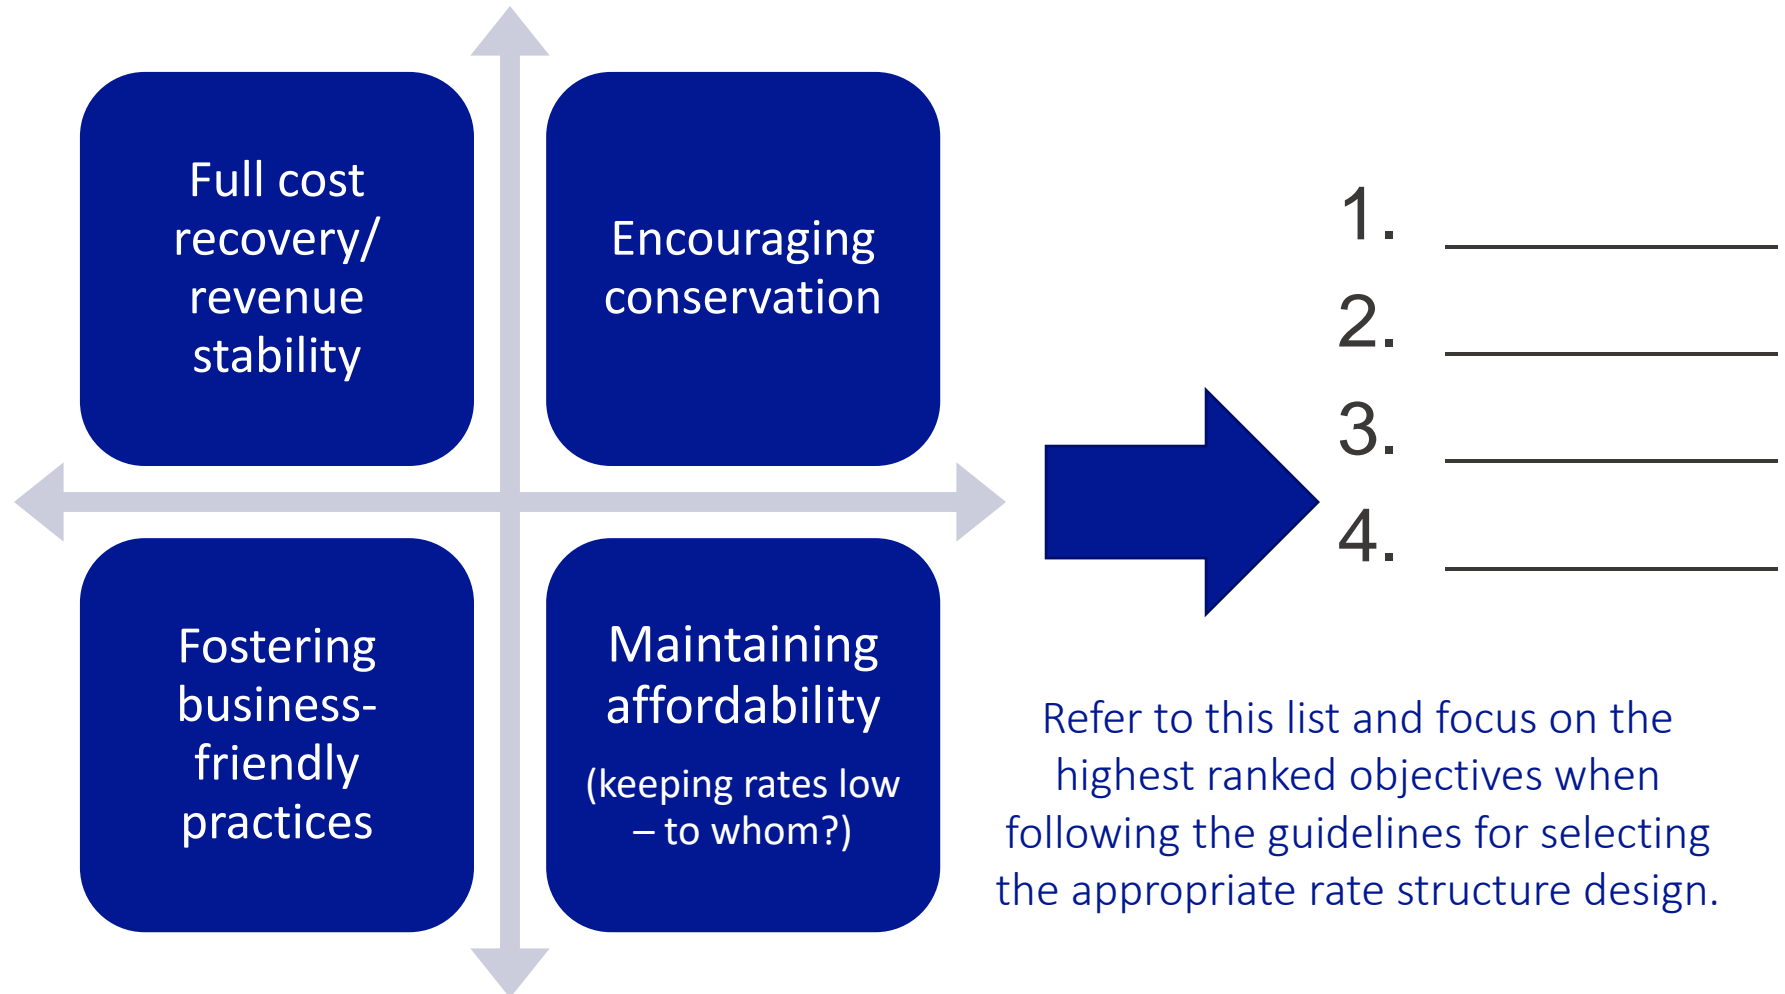 Full cost
recovery/
revenue
stability
Encouraging
conservation
Fostering
business-
friendly
practices
Maintaining
affordability
(keeping rates low
– to whom?)
1.
2.
3.
4.
Refer to this list and focus on the
highest ranked objectives when
following the guidelines for selecting
the appropriate rate structure design.